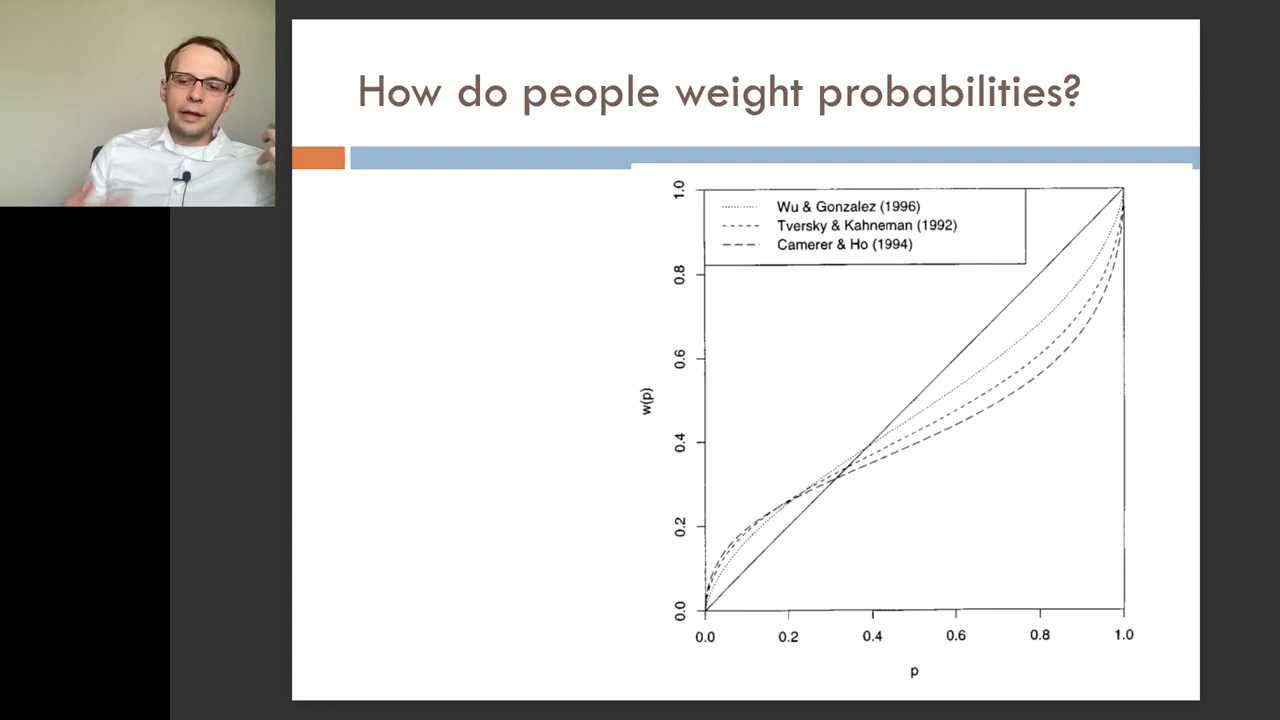 How do people weight probabilities?
1.0
Wu & Gonzalez (1996)
Tversky & Kahneman (1992)
Camerer & Ho (1994)
0.8
0.6
w(p)
0.4
0.2
0.0
0.0 0.2 0.4 0.6 0.8 1.0
p